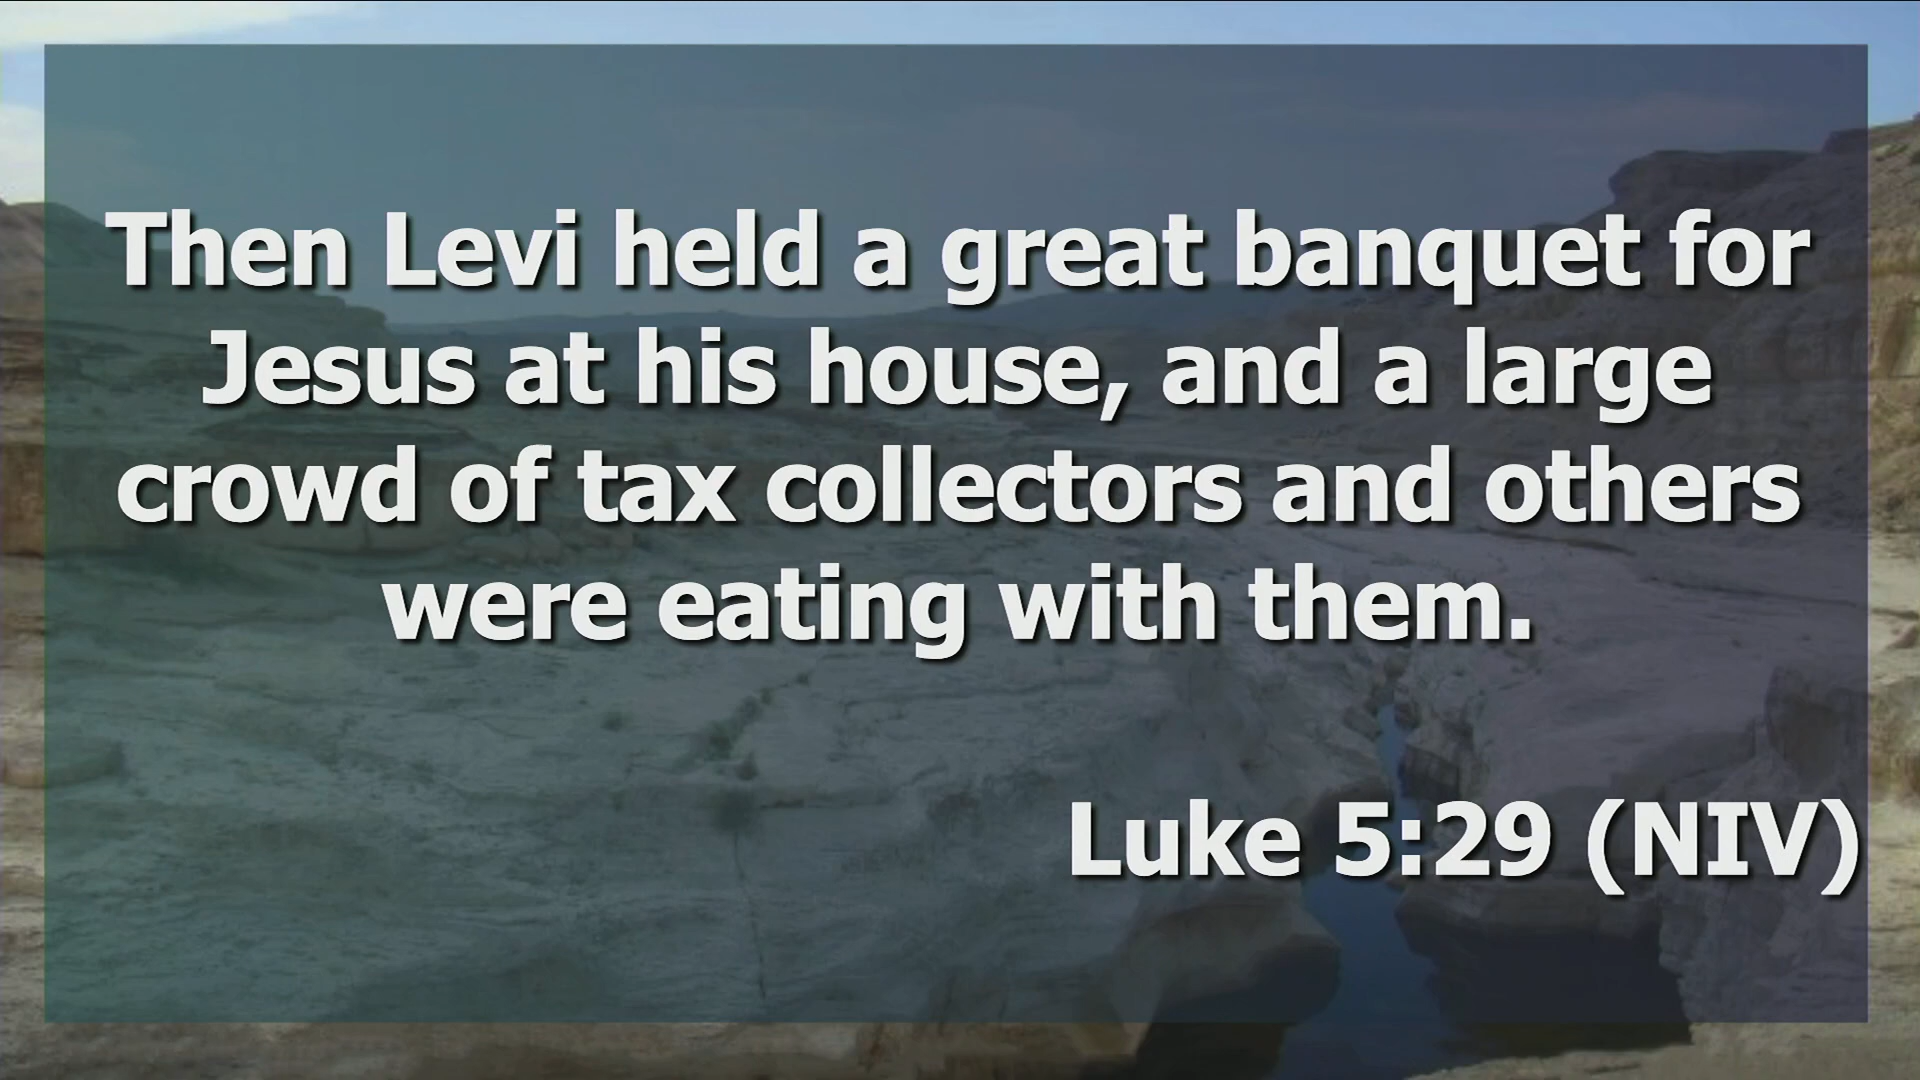 Then Levi held a great banquet for
Jesus at his house, and a large
crowd of tax collectors and others
were eating with them.
Luke 5:29 (NIV)